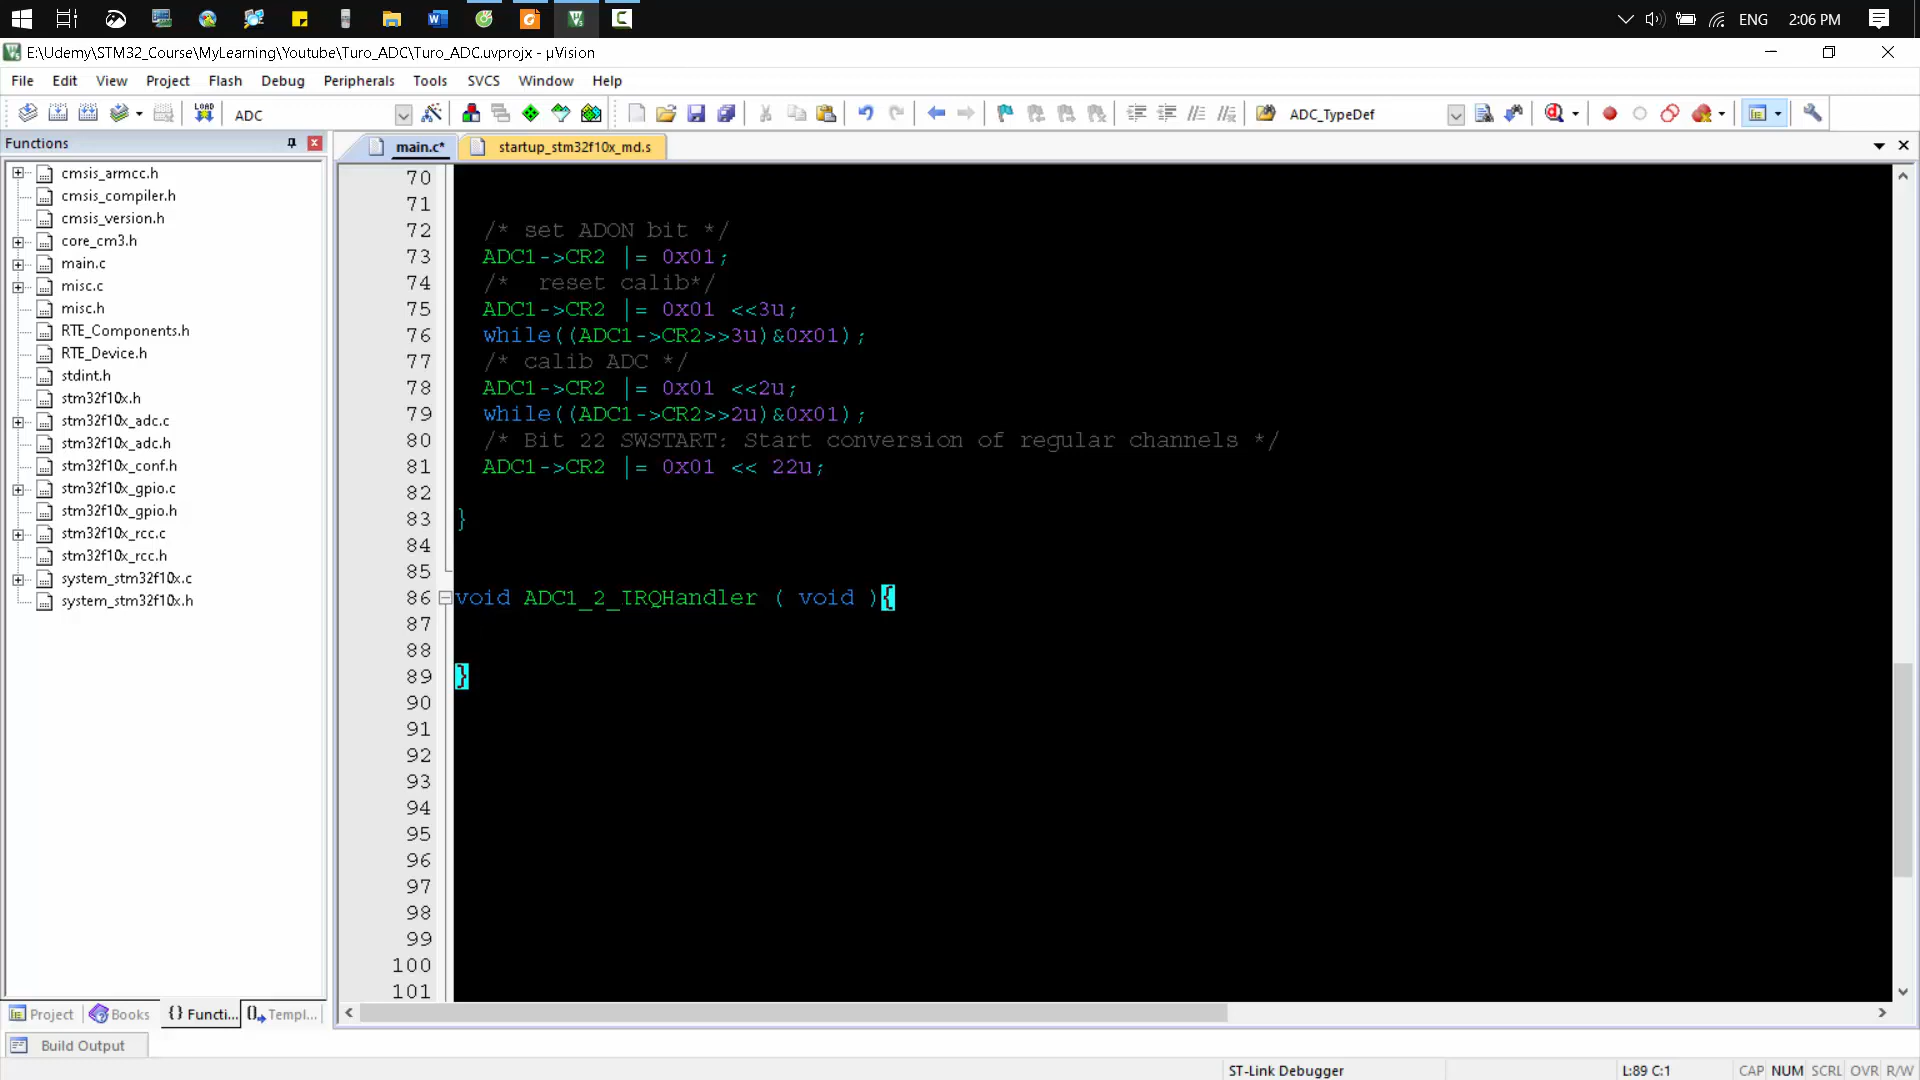 ENG 2:06 PM
E:\Udemy\STM32_Course\MyLearning\Youtube\Turo_ADC\Turo_ADC.uvprojx - µVision
File Edit View Project Flash Debug Peripherals Tools SVCS Window Help
LOAD ADC ADC_TypeDef
Functions
main.c* startup_stm32f10x_md.s
cmsis_armcc.h
cmsis_compiler.h
cmsis_version.h
core_cm3.h
main.c
misc.c
misc.h
RTE_Components.h
RTE_Device.h
stdint.h
stm32f10x.h
stm32f10x_adc.c
stm32f10x_adc.h
stm32f10x_conf.h
stm32f10x_gpio.c
stm32f10x_gpio.h
stm32f10x_rcc.c
stm32f10x_rcc.h
system_stm32f10x.c
system_stm32f10x.h
70
71
72 /* set ADON bit */
73 ADC1->CR2 |= 0x01;
74 /*  reset calib*/
75 ADC1->CR2 |= 0x01 <<3u;
76 while((ADC1->CR2>>3u)&0x01);
77 /* calib ADC */
78 ADC1->CR2 |= 0x01 <<2u;
79 while((ADC1->CR2>>2u)&0x01);
80 /* Bit 22 SWSTART: Start conversion of regular channels */
81 ADC1->CR2 |= 0x01 << 22u;
82
83 }
84
85
86 void ADC1_2_IRQHandler ( void ){
87
88
89 }
90
91
92
93
94
95
96
97
98
99
100
101
Project Books {} Functi... Templ...
Build Output
ST-Link Debugger L:89 C:1 CAP NUM SCRL OVR R/W